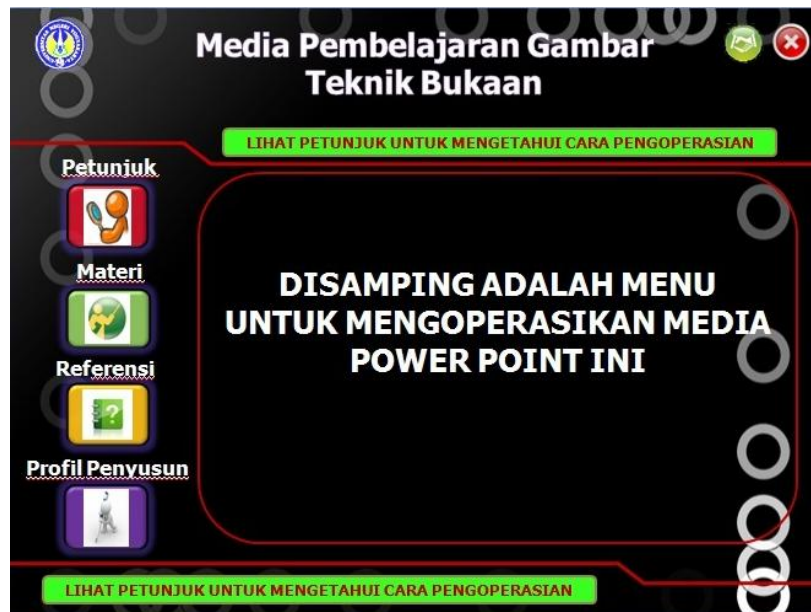 Media Pembelajaran Gambar
Teknik Bukaan
LIHAT PETUNJUK UNTUK MENGETAHUI CARA PENGOPERASIAN
Petunjuk
Materi
Referensi
Profil Penyusun
DISAMPING ADALAH MENU
UNTUK MENGOPERASIKAN MEDIA
POWER POINT INI
LIHAT PETUNJUK UNTUK MENGETAHUI CARA PENGOPERASIAN